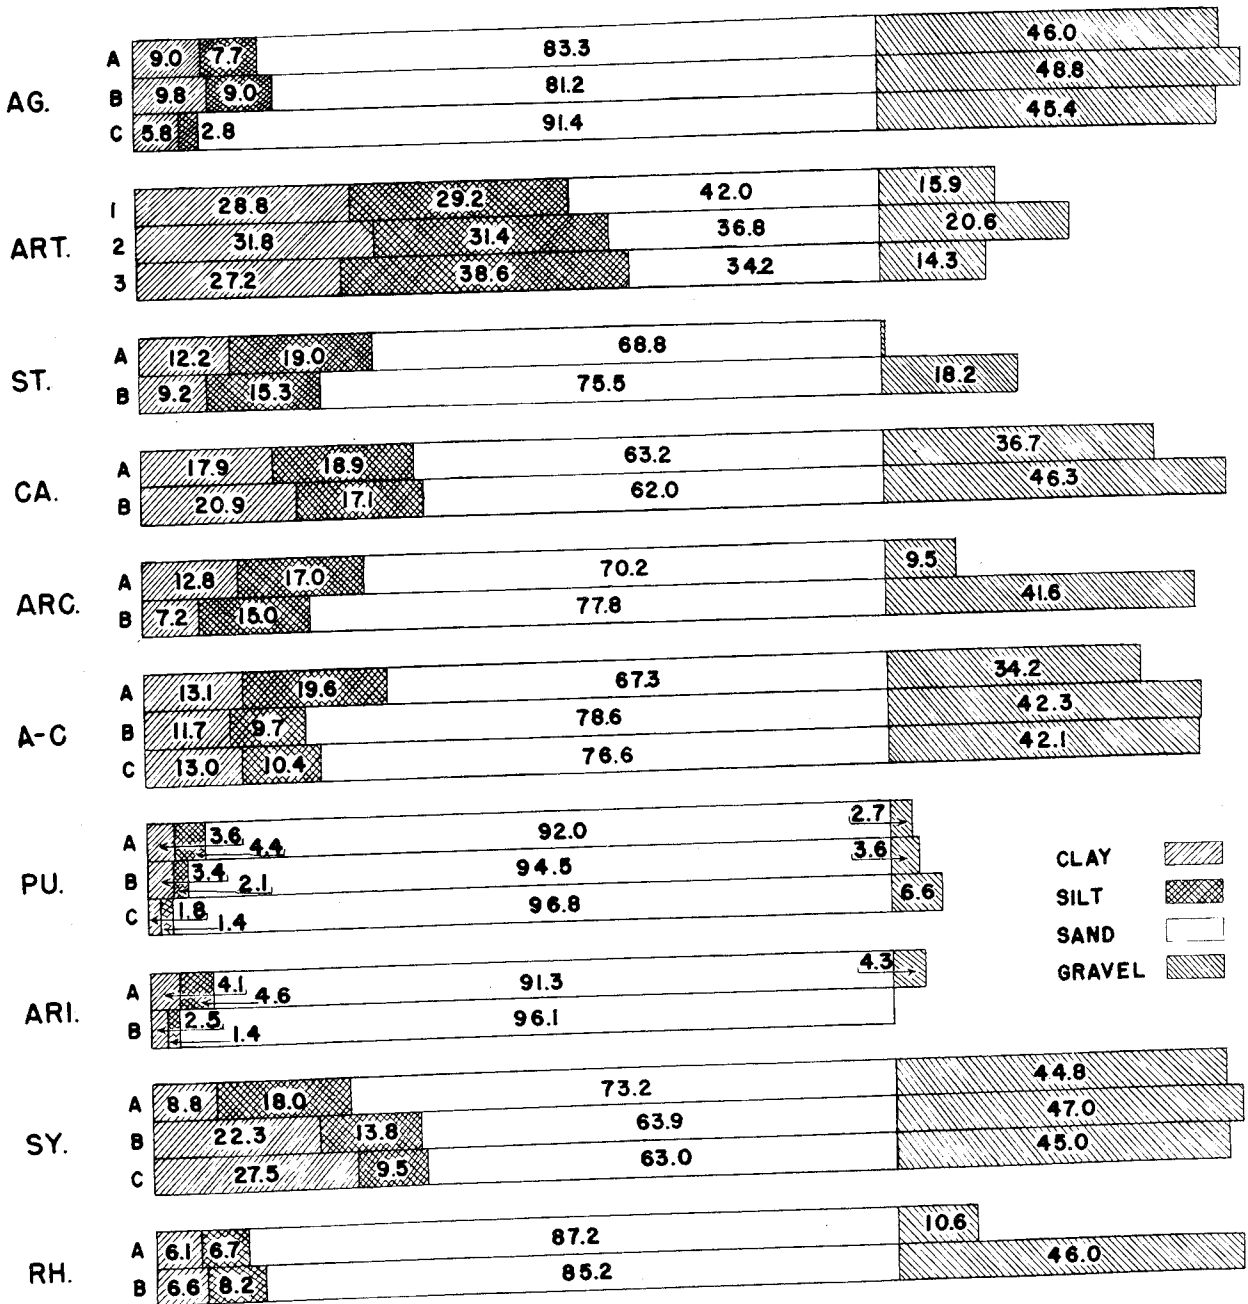 A 9.0 7.7 83.3 46.0
AG. B 9.8 9.0 81.2 48.8
C 5.8 2.8 91.4 45.4
1 28.8 29.2 42.0 15.9
ART. 2 31.8 31.4 36.8 20.6
3 27.2 38.6 34.2 14.3
A 12.2 19.0 68.8
ST. B 9.2 15.3 75.5 18.2
A 17.9 18.9 63.2 36.7
CA. B 20.9 17.1 62.0 46.3
A 12.8 17.0 70.2 9.5
ARC. B 7.2 15.0 77.8 41.6
A 13.1 19.6 67.3 34.2
A-C B 11.7 9.7 78.6 42.3
C 13.0 10.4 76.6 42.1
A 3.6 4.4 92.0 2.7
PU. B 3.4 2.1 94.5 3.6
C 1.8 1.4 96.8 6.6
CLAY
SILT
SAND
GRAVEL
A 4.1 4.6 91.3 4.3
ARI. B 2.5 1.4 96.1
A 8.8 18.0 73.2 44.8
SY. B 22.3 13.8 63.9 47.0
C 27.5 9.5 63.0 45.0
A 6.1 6.7 87.2 10.6
RH. B 6.6 8.2 85.2 46.0